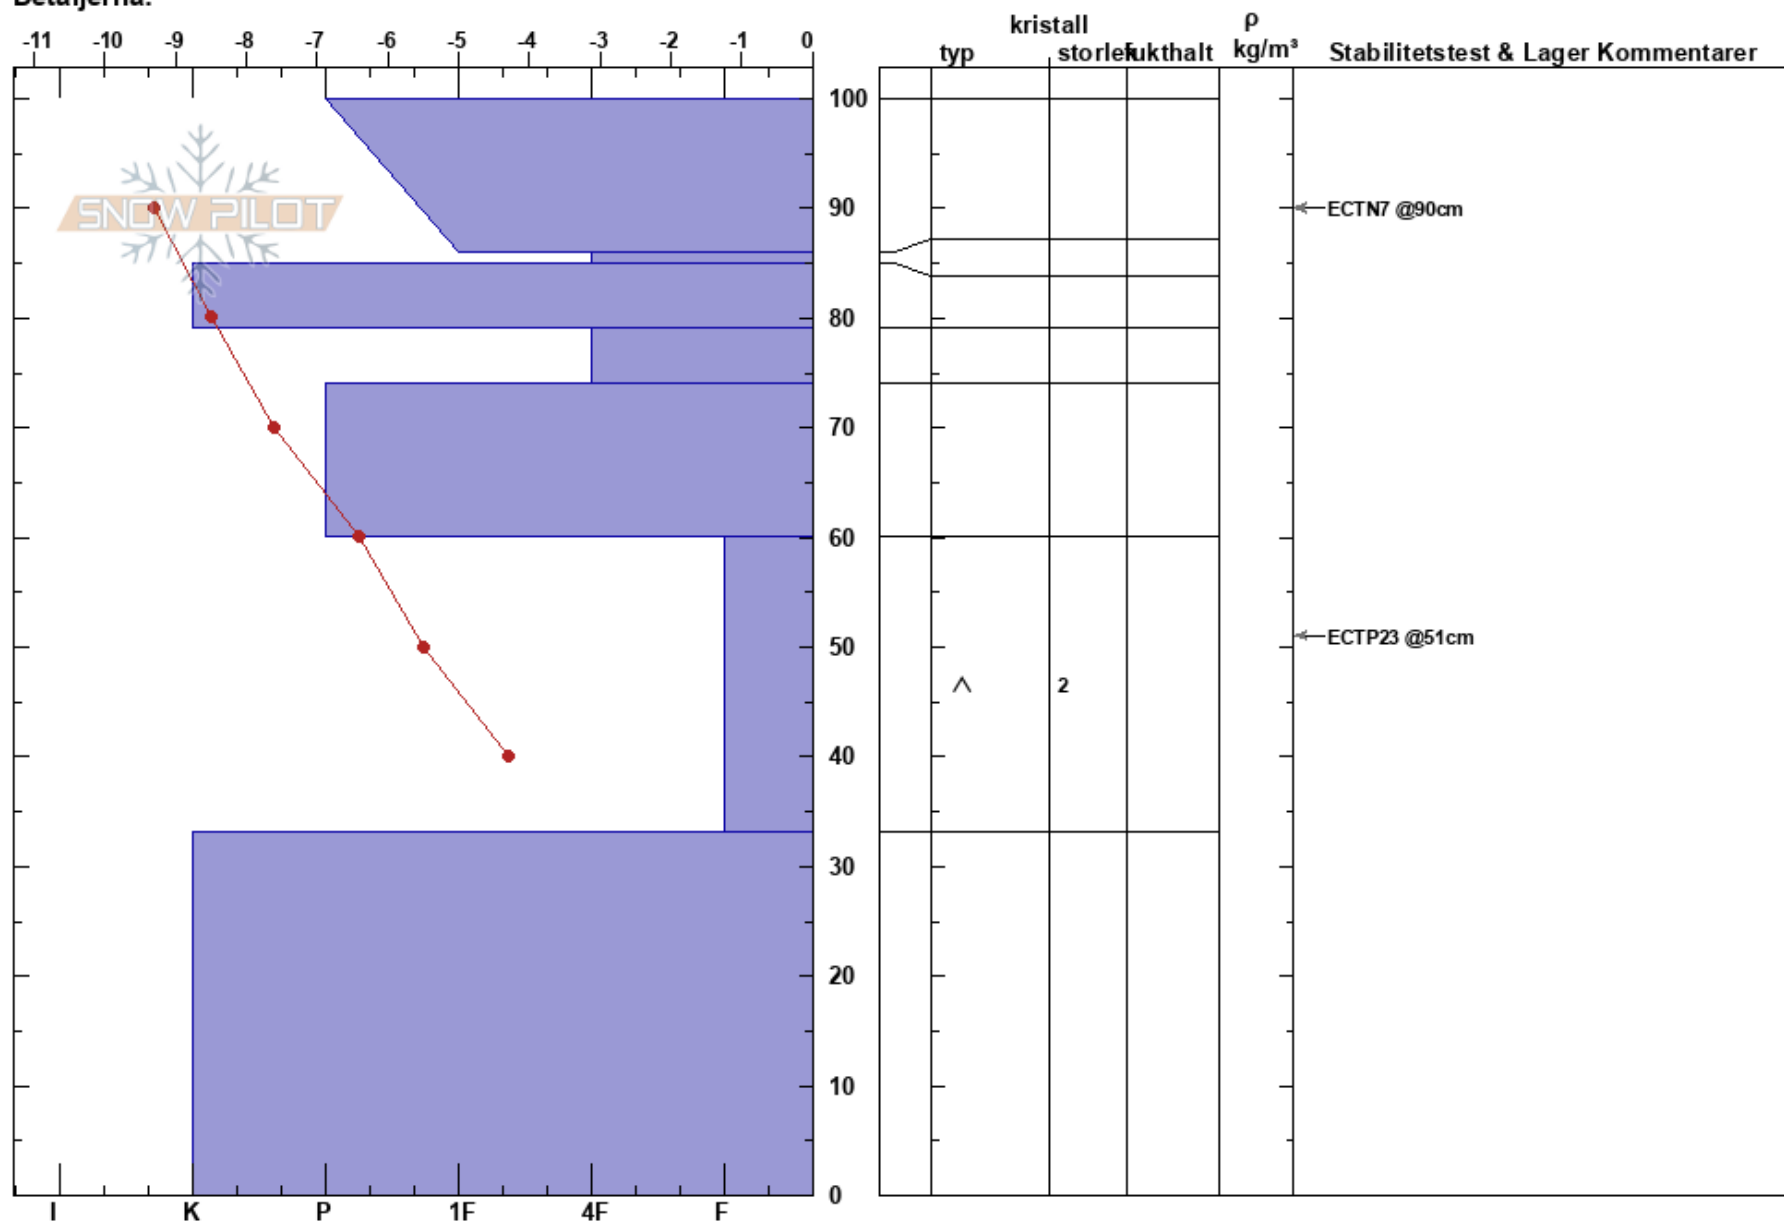 Detaljerna:
kristall
ρ
-11 -10 -9 -8 -7 -6 -5 -4 -3 -2 -1 0
typ storlek fukthalt kg/m³ Stabilitetstest & Lager Kommentarer
100
SNOW PILOT
90 ECTN7 @90cm
80
70
60
50 ECTP23 @51cm
2
40
30
20
10
0
I K P 1F 4F F